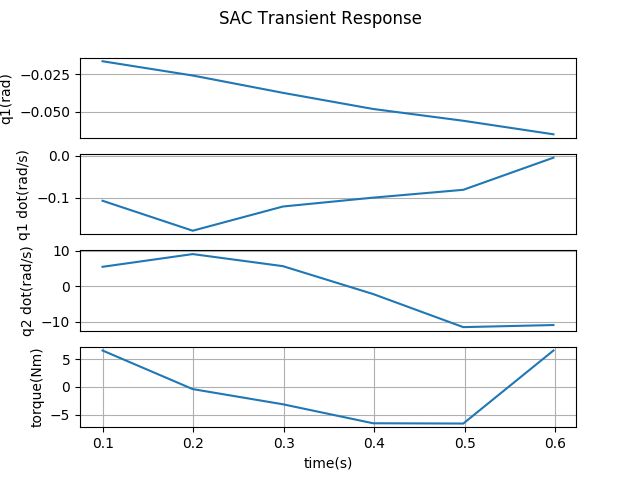 SAC Transient Response
q1(rad)
−0.025
−0.050
q1 dot(rad/s)
0.0
−0.1
q2 dot(rad/s)
10
0
−10
torque(Nm)
5
0
−5
0.1 0.2 0.3 0.4 0.5 0.6
time(s)